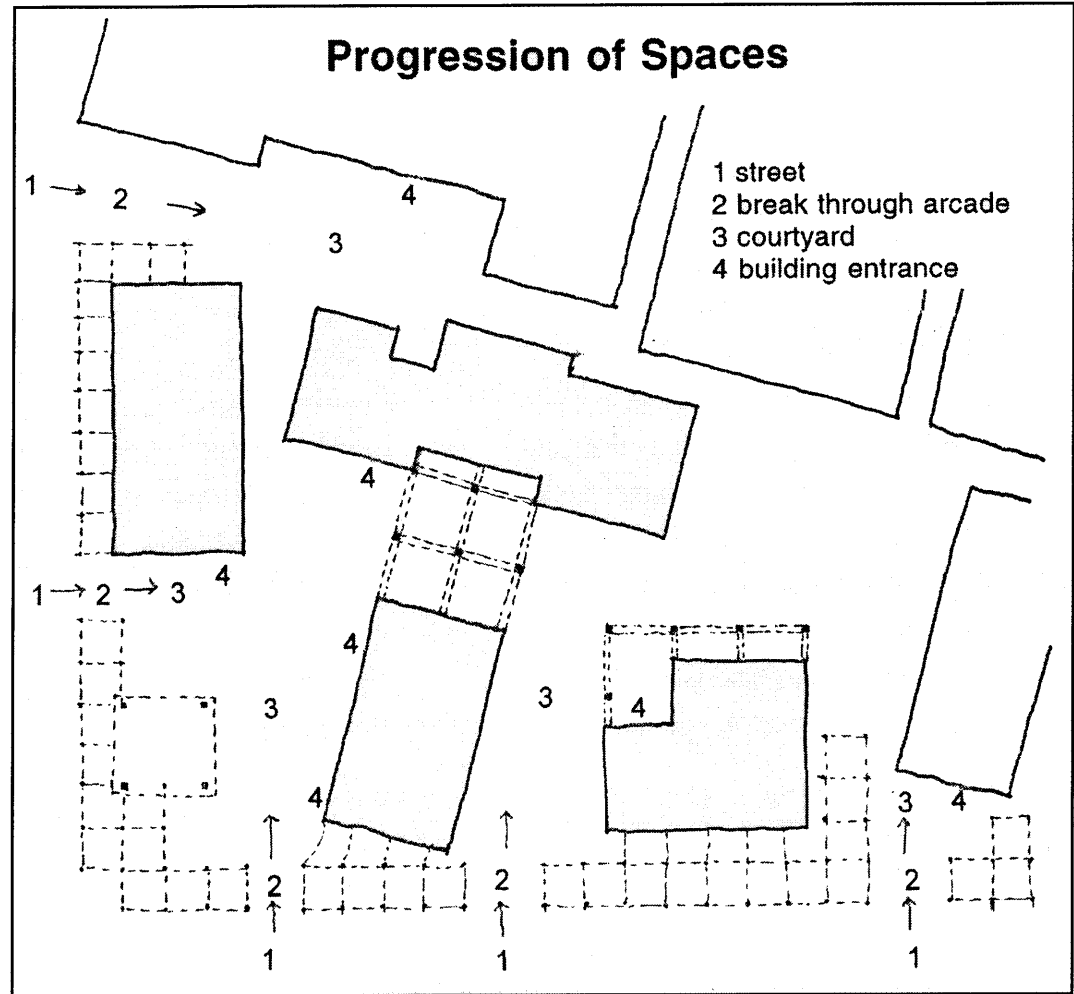 Progression of Spaces
1 street
2 break through arcade
3 courtyard
4 building entrance
1 2
4
3
4
1 2 3 4
4
3
3
4
4
3 4
2 2 2
1 1 1